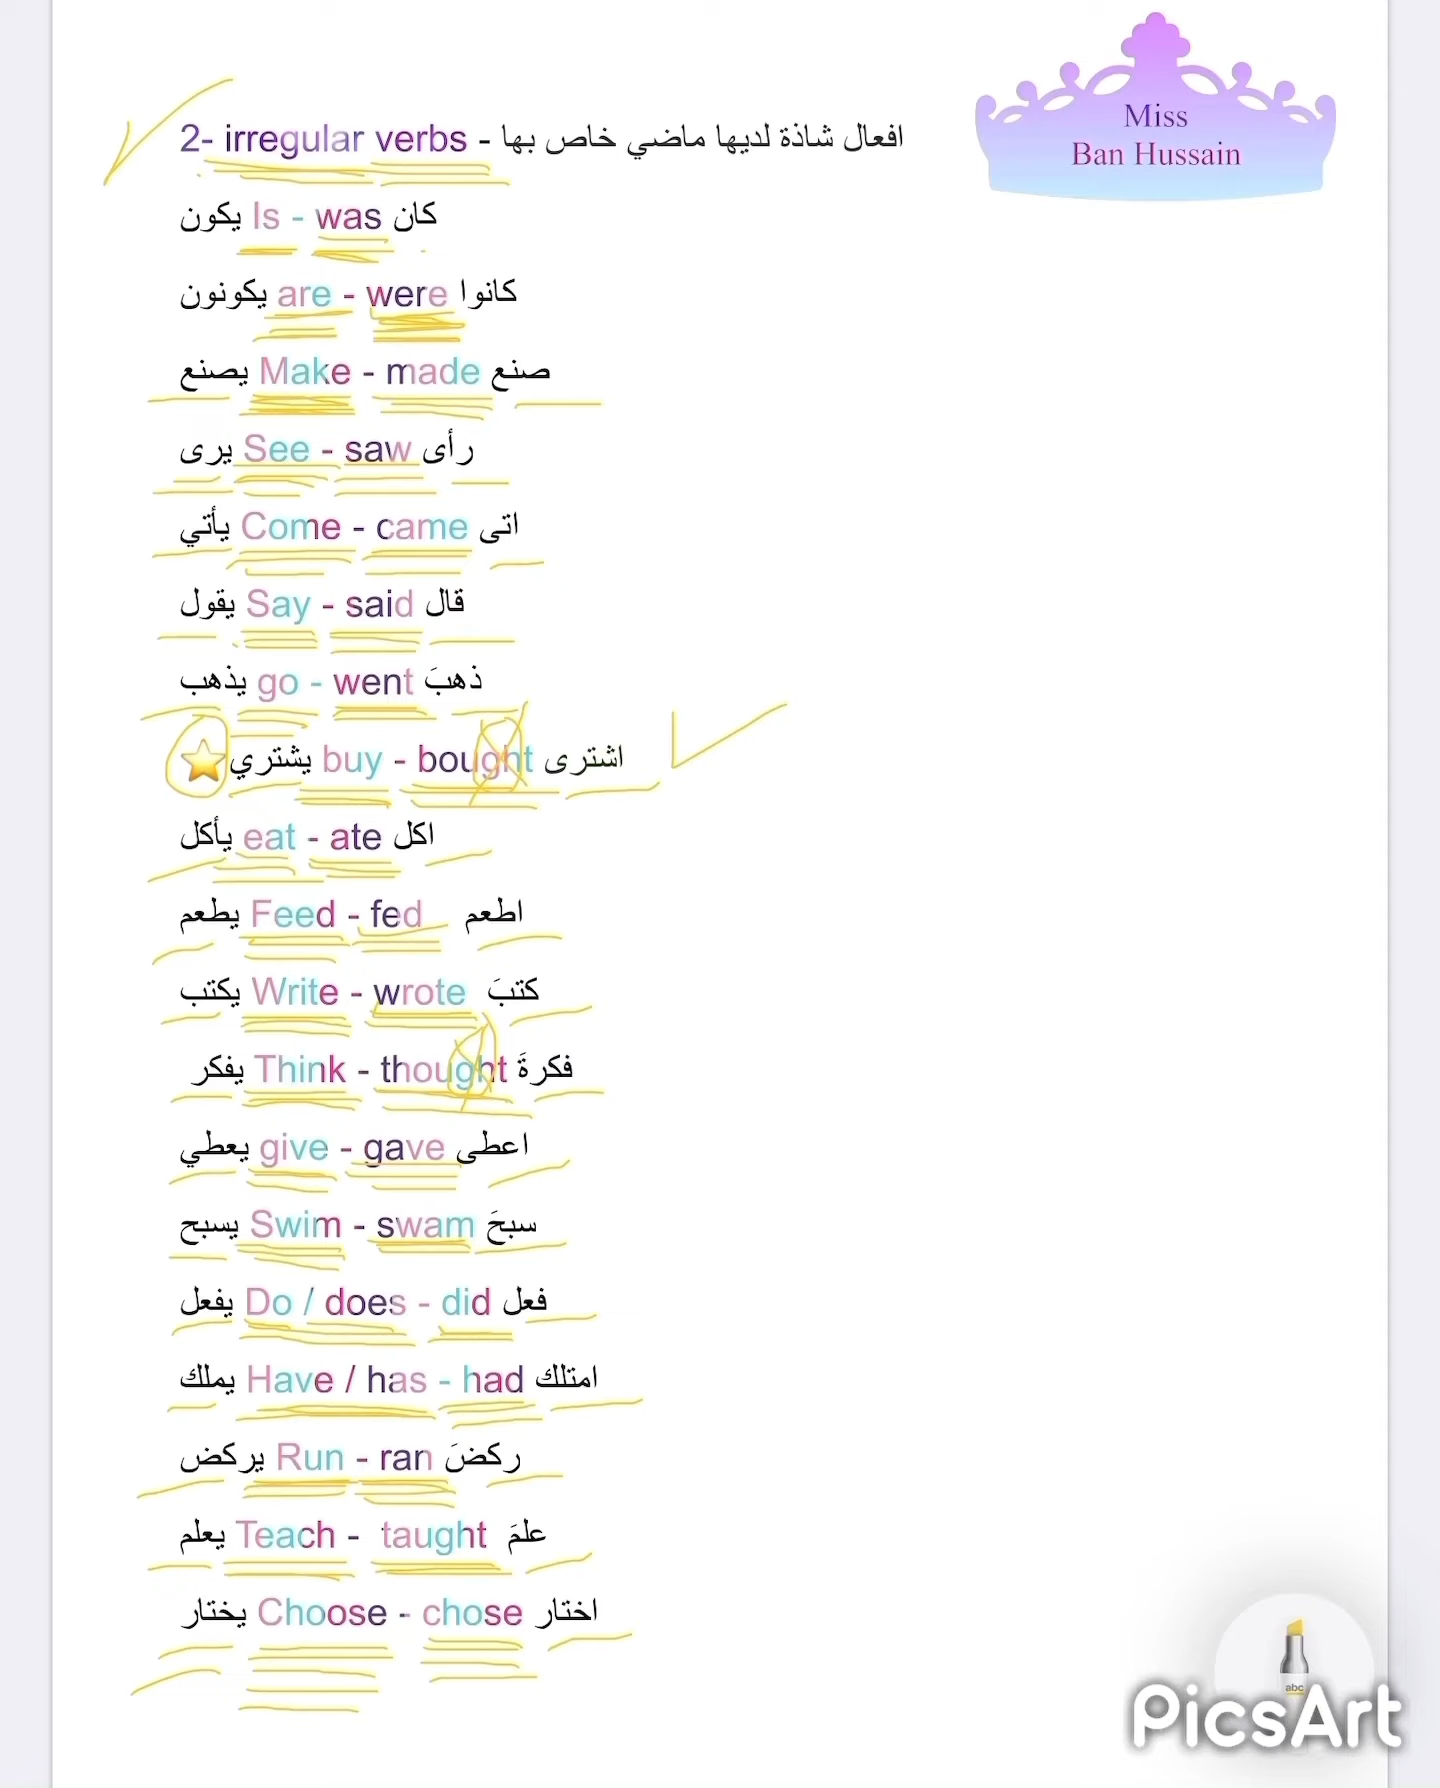 Miss
Ban Hussain
2- irregular verbs - افعال شاذة لديها ماضي خاص بها
يكون Is - was كان
يكونون are - were كانوا
يصنع Make - made صنع
يرى See - saw رأى
يأتي Come - came اتى
يقول Say - said قال
يذهب go - went ذهبَ
⭐يشتري buy - bought اشترى
يأكل eat - ate اكل
يطعم Feed - fed اطعم
يكتب Write - wrote كتبَ
يفكر Think - thought فكرةَ
يعطي give - gave اعطى
يسبح Swim - swam سبحَ
يفعل Do / does - did فعل
يملك Have / has - had امتلك
يركض Run - ran ركضَ
يعلم Teach - taught علمَ
يختار Choose - chose اختار
abc
PicsArt